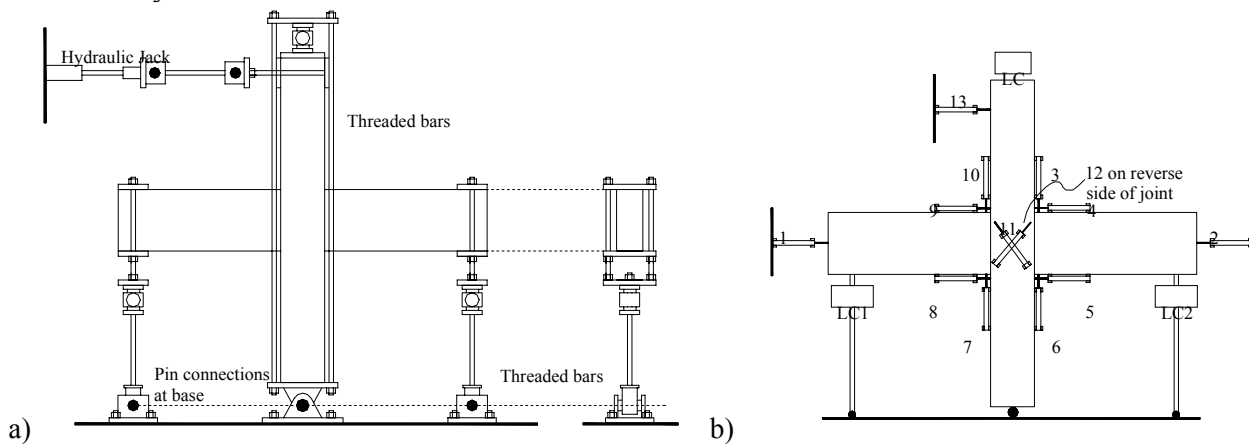 Hydraulic Jack
Threaded bars
Pin connections
at base
Threaded bars
a)
LC
13
10
3
12 on reverse
side of joint
9
4
11
1
2
LC1
LC2
8
5
7
6
b)